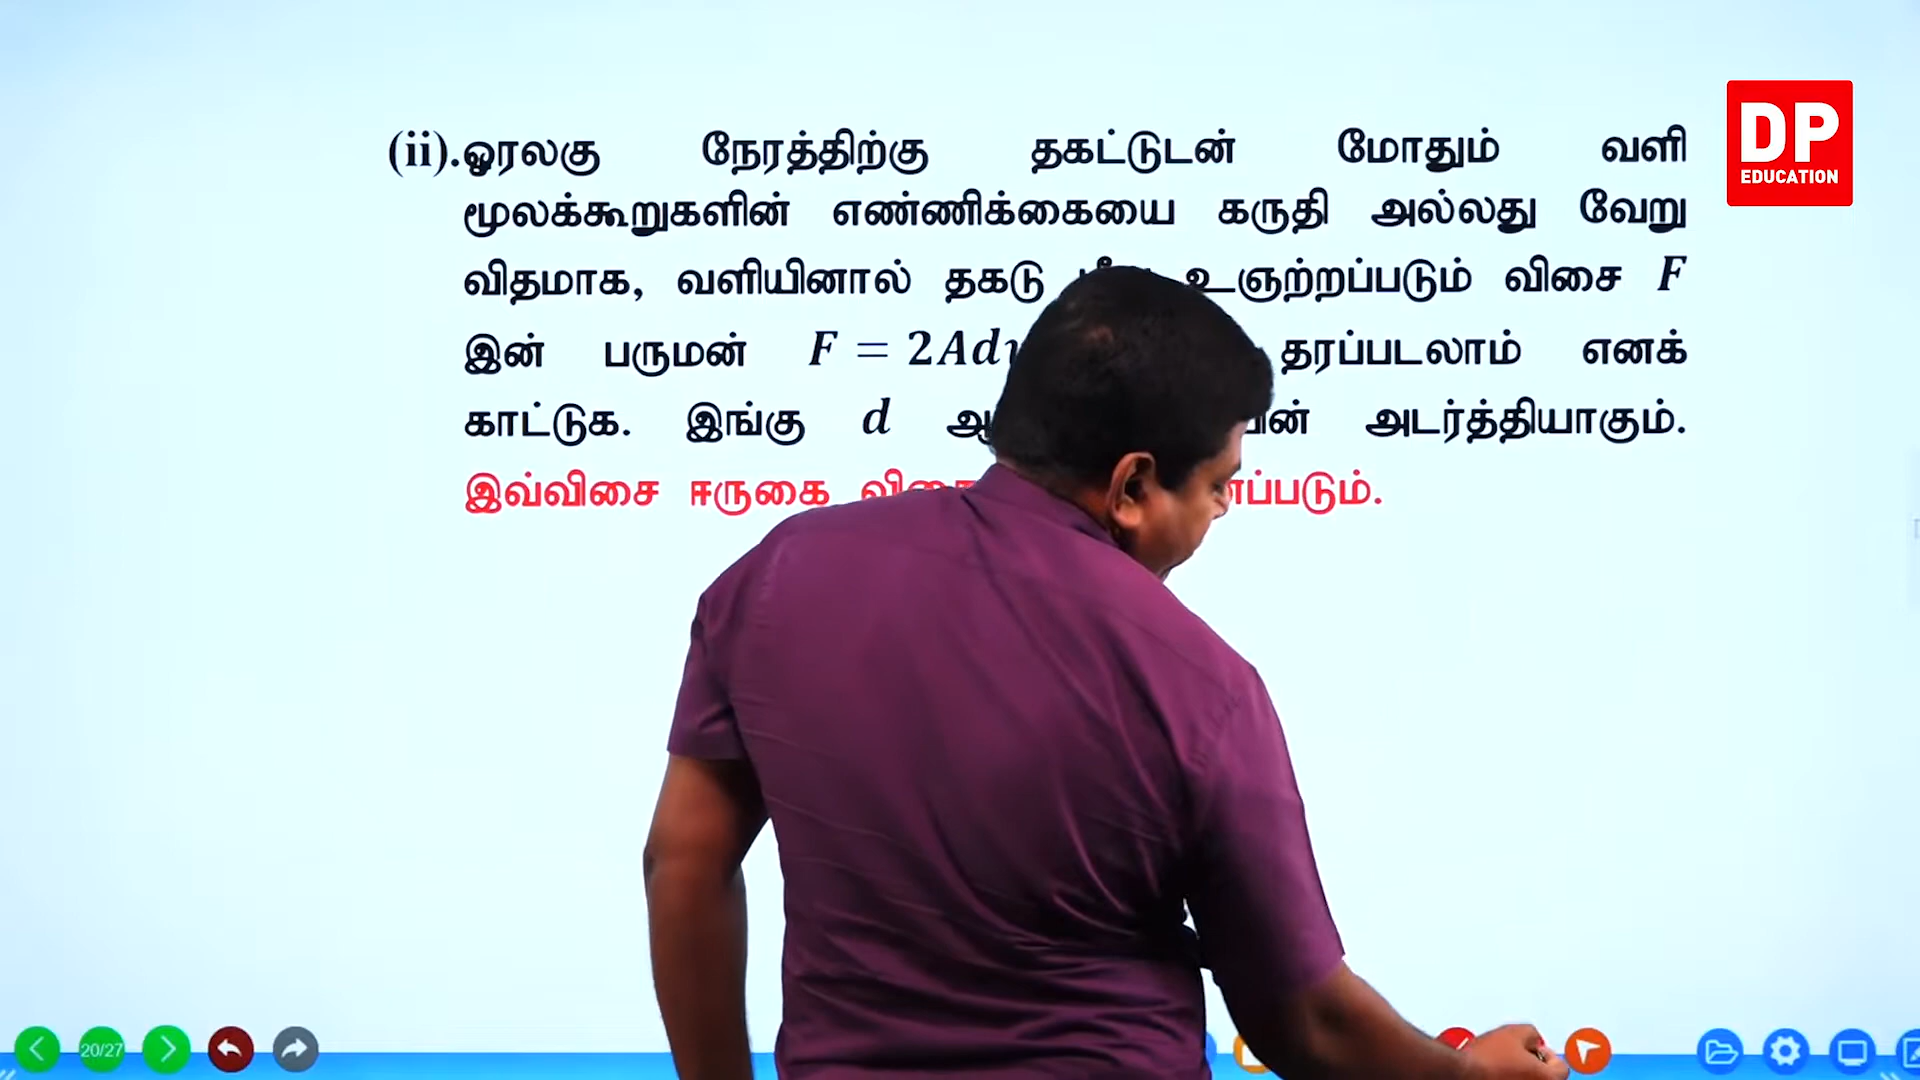 (ii).ஓரலகு நேரத்திற்கு தகட்டுடன் மோதும் வளி
மூலக்கூறுகளின் எண்ணிக்கையை கருதி அல்லது வேறு
விதமாக, வளியினால் தகடு உஞற்றப்படும் விசை F
இன் பருமன் F = 2Ad தரப்படலாம் எனக்
காட்டுக. இங்கு d அடர்த்தியாகும்.
இவ்விசை ஈருகை
DP
EDUCATION
20/27